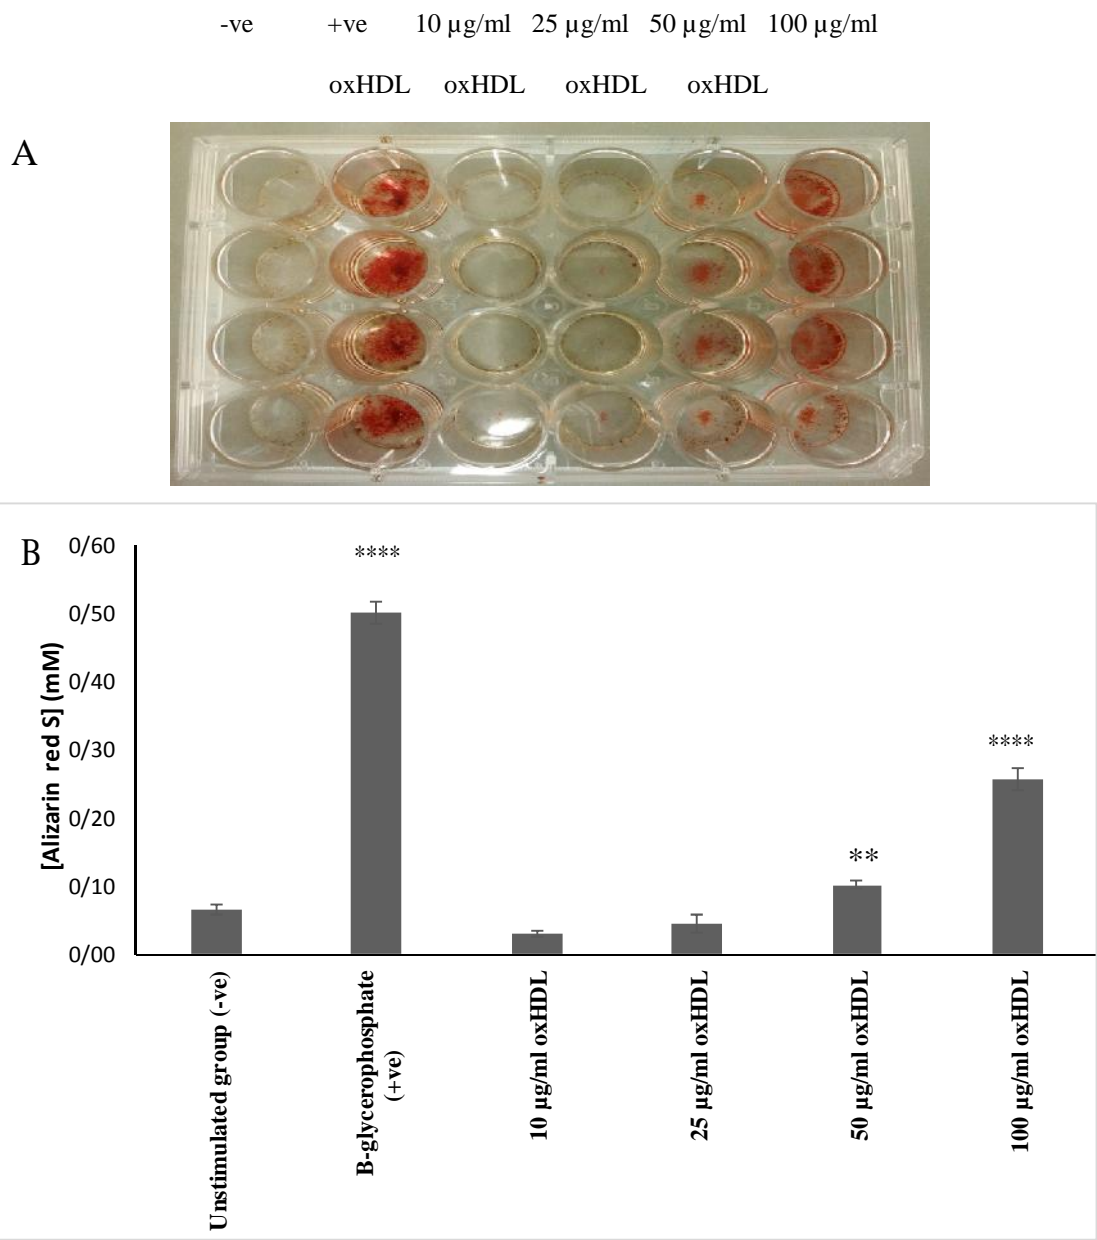 -ve +ve 10 µg/ml 25 µg/ml 50 µg/ml 100 µg/ml
oxHDL oxHDL oxHDL oxHDL
A
B
0/60
0/50
0/40
0/30
0/20
0/10
0/00
[Alizarin red S] (mM)
****
**
****
Unstimulated group (-ve)
B-glycerophosphate
(+ve)
10 µg/ml oxHDL
25 µg/ml oxHDL
50 µg/ml oxHDL
100 µg/ml oxHDL